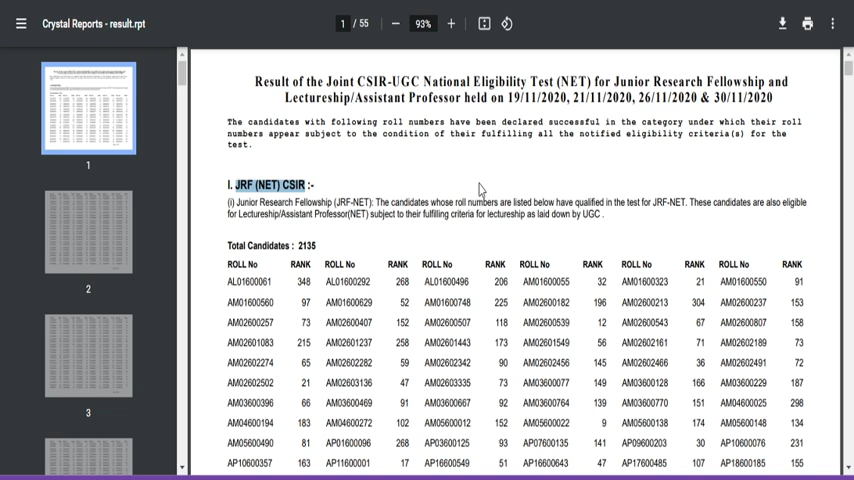 Crystal Reports - result.rpt
1 / 55
93%
Result of the Joint CSIR-UGC National Eligibility Test (NET) for Junior Research Fellowship and
Lectureship/Assistant Professor held on 19/11/2020, 21/11/2020, 26/11/2020 & 30/11/2020
The candidates with following roll numbers have been declared successful in the category under which their roll
numbers appear subject to the condition of their fulfilling all the notified eligibility criteria(s) for the
test.
I. JRF (NET) CSIR :-
(i) Junior Research Fellowship (JRF-NET): The candidates whose roll numbers are listed below have qualified in the test for JRF-NET. These candidates are also eligible
for Lectureship/Assistant Professor(NET) subject to their fulfilling criteria for lectureship as laid down by UGC .
Total Candidates : 2135
ROLL No RANK ROLL No RANK ROLL No RANK ROLL No RANK ROLL No RANK ROLL No RANK
AL01600061 348 AL01600292 268 AL01600496 206 AM01600055 32 AM01600323 21 AM01600550 91
AM01600560 97 AM01600629 52 AM01600748 225 AM02600182 196 AM02600213 304 AM02600237 153
AM02600257 73 AM02600407 152 AM02600507 118 AM02600539 12 AM02600543 67 AM02600807 158
AM02601083 215 AM02601237 258 AM02601443 173 AM02601549 56 AM02602161 71 AM02602189 73
AM02602274 65 AM02602282 59 AM02602342 90 AM02602456 145 AM02602466 36 AM02602491 72
AM02602502 21 AM02603136 47 AM02603335 73 AM03600077 149 AM03600128 166 AM03600229 187
AM03600396 66 AM03600469 91 AM03600667 92 AM03600764 139 AM03600770 151 AM04600025 298
AM04600194 183 AM04600272 102 AM05600012 152 AM05600022 9 AM05600138 174 AM05600148 134
AM05600490 81 AP01600096 268 AP03600125 93 AP07600135 141 AP09600203 30 AP10600076 231
AP10600357 163 AP11600001 17 AP16600549 51 AP16600643 47 AP17600485 107 AP18600185 155
1
2
3